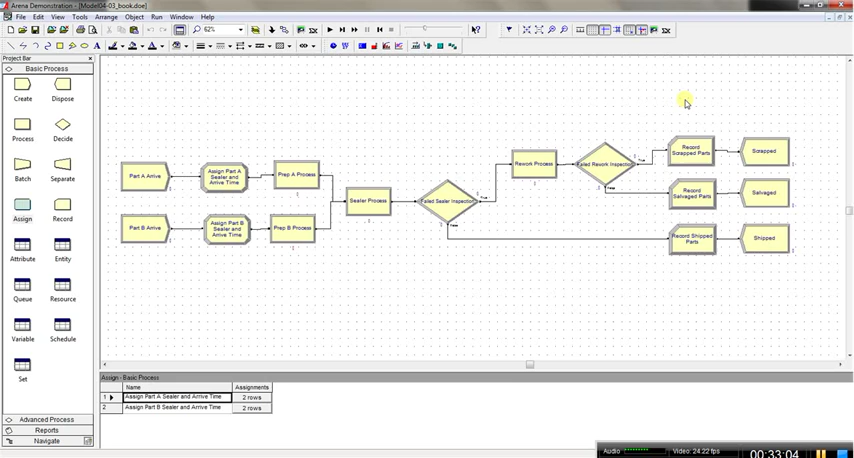 Arena Demonstration - [Model04-03_book.doe]
File Edit View Tools Arrange Object Run Window Help
62%
Project Bar
Basic Process
Create
Dispose
Process
Decide
Batch
Separate
Assign
Record
Attribute
Entity
Queue
Resource
Variable
Schedule
Set
Advanced Process
Reports
Navigate
Part A Arrive
Assign Part A
Sealer and
Arrive Time
Prep A Process
Part B Arrive
Assign Part B
Sealer and
Arrive Time
Prep B Process
Sealer Process
Failed Sealer Inspection
True
False
Rework Process
Failed Rework Inspection
True
False
Record
Scrapped Parts
Scrapped
Record
Salvaged Parts
Salvaged
Record Shipped
Parts
Shipped
Assign - Basic Process
Name Assignments
1 Assign Part A Sealer and Arrive Time 2 rows
2 Assign Part B Sealer and Arrive Time 2 rows
Audio Video: 24.22 fps 00:33:04